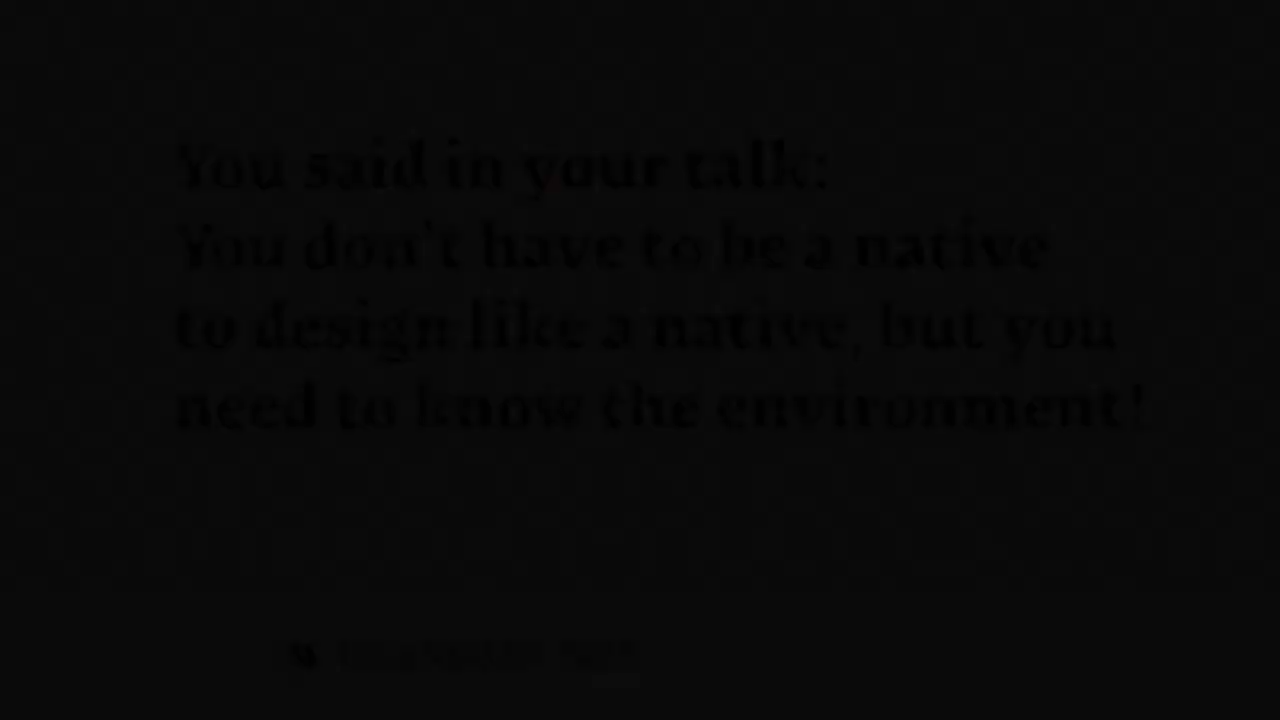 You said in your talk:
You don't have to be a native
to design like a native, but you
need to know the environment!